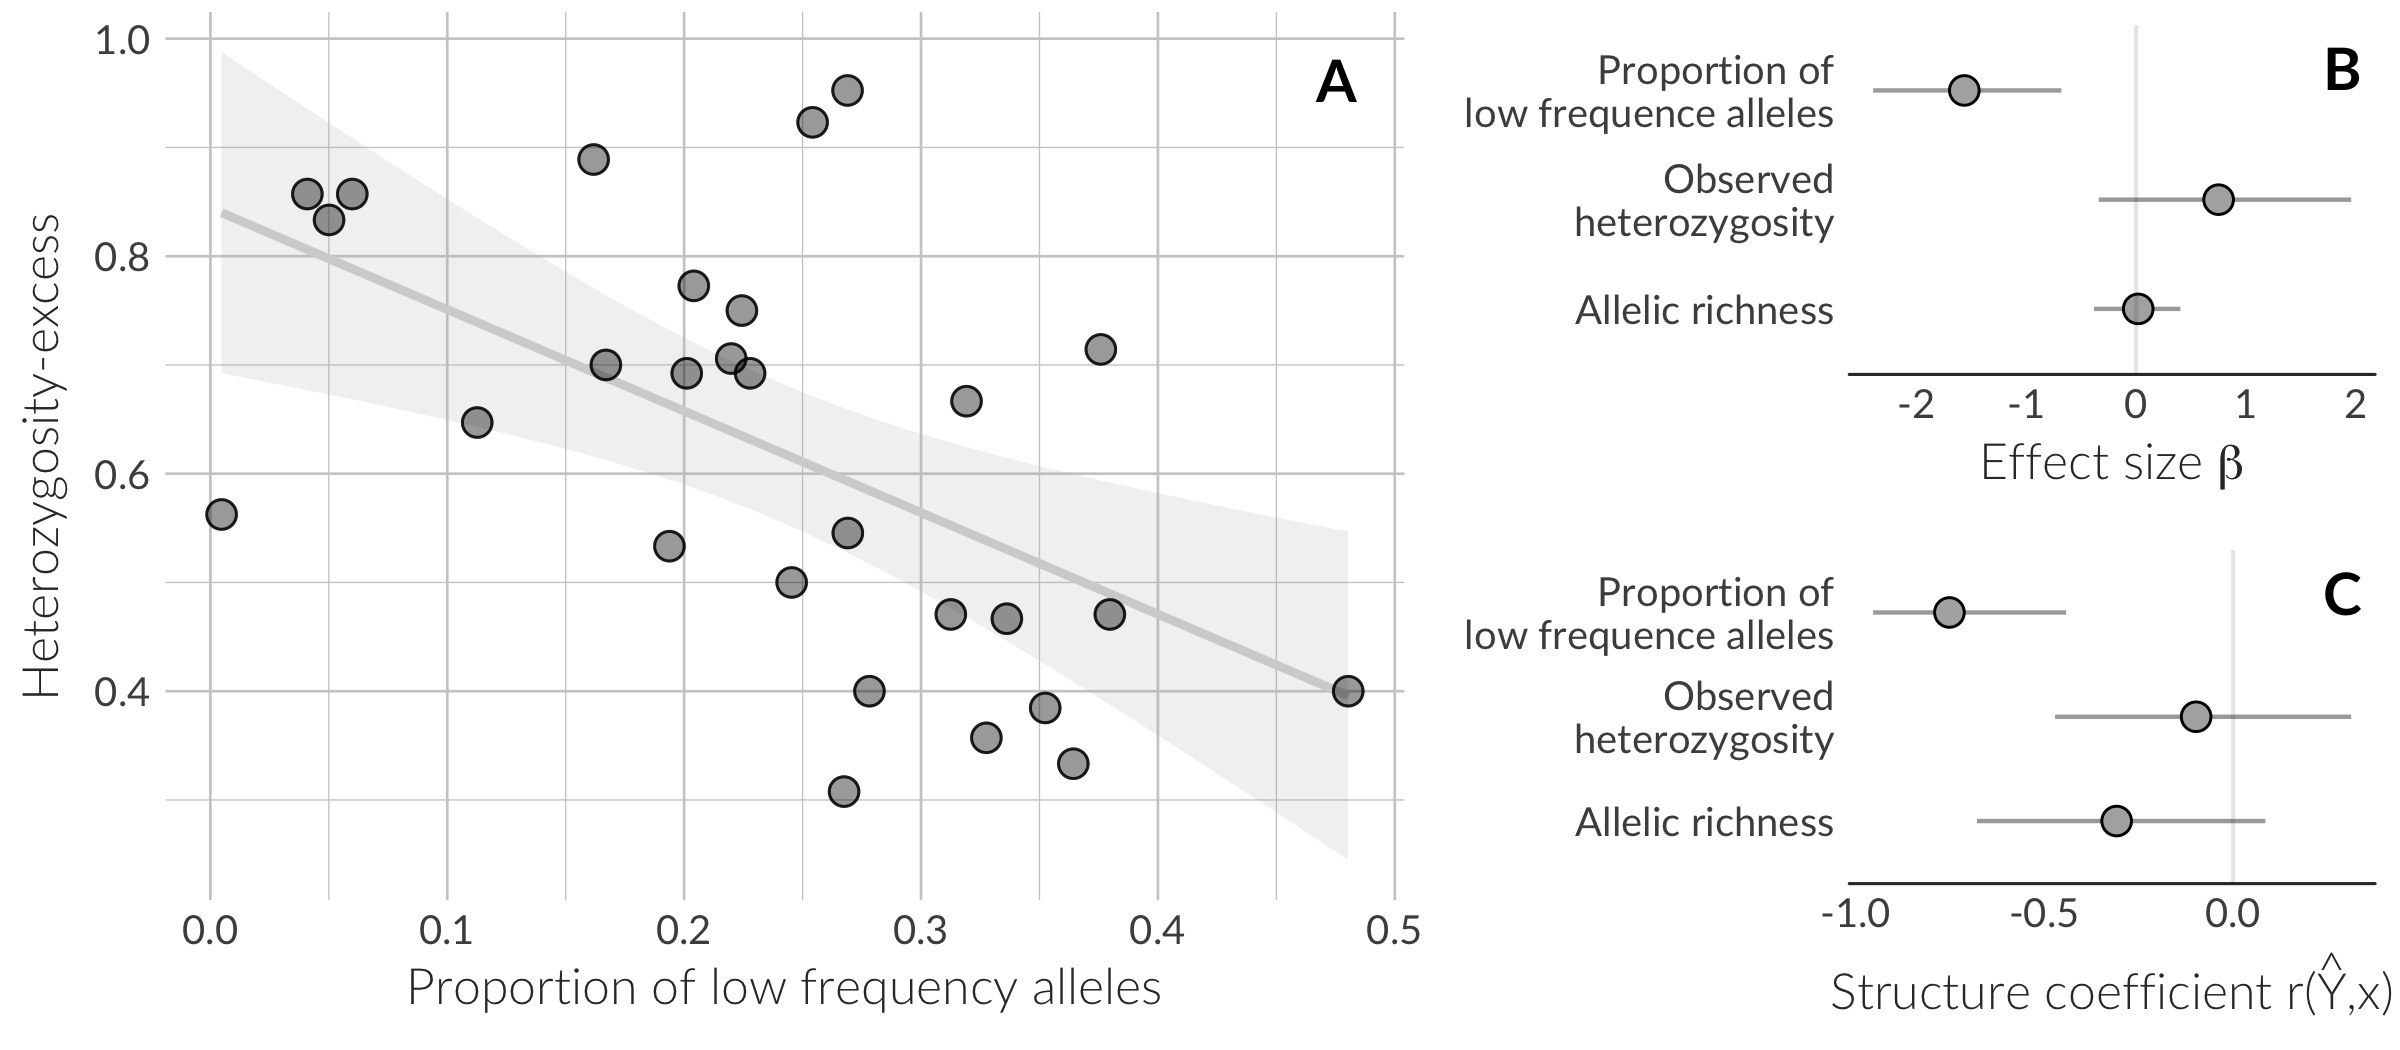 A
1.0
0.8
0.6
0.4
Heterozygosity-excess
0.0 0.1 0.2 0.3 0.4 0.5
Proportion of low frequency alleles
B
Proportion of
low frequence alleles
Observed
heterozygosity
Allelic richness
-2 -1 0 1 2
Effect size β
C
Proportion of
low frequence alleles
Observed
heterozygosity
Allelic richness
-1.0 -0.5 0.0
Structure coefficient r(Ŷ,x)